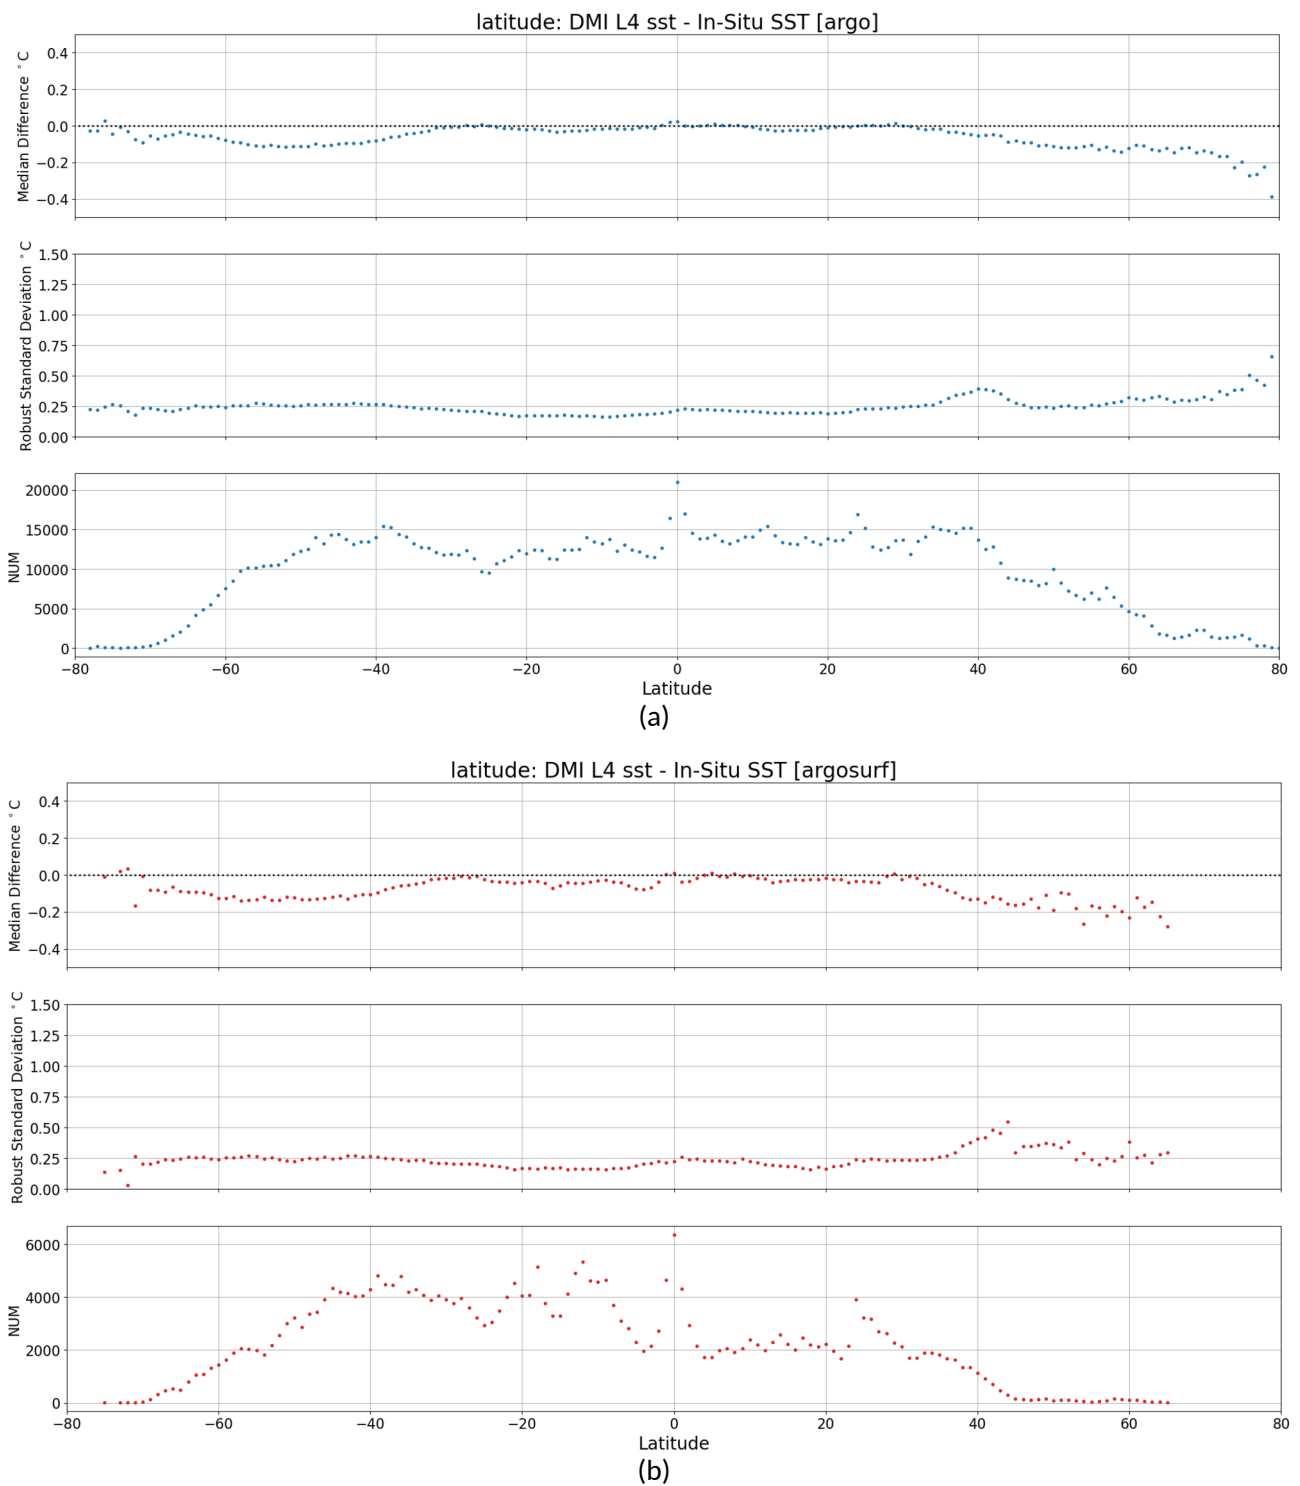 latitude: DMI L4 sst - In-Situ SST [argo]
Median Difference °C
0.4
0.2
0.0
−0.2
−0.4
Robust Standard Deviation °C
1.50
1.25
1.00
0.75
0.50
0.25
0.00
NUM
20000
15000
10000
5000
0
−80 −60 −40 −20 0 20 40 60 80
Latitude
(a)
latitude: DMI L4 sst - In-Situ SST [argosurf]
Median Difference °C
0.4
0.2
0.0
−0.2
−0.4
Robust Standard Deviation °C
1.50
1.25
1.00
0.75
0.50
0.25
0.00
NUM
6000
4000
2000
0
−80 −60 −40 −20 0 20 40 60 80
Latitude
(b)